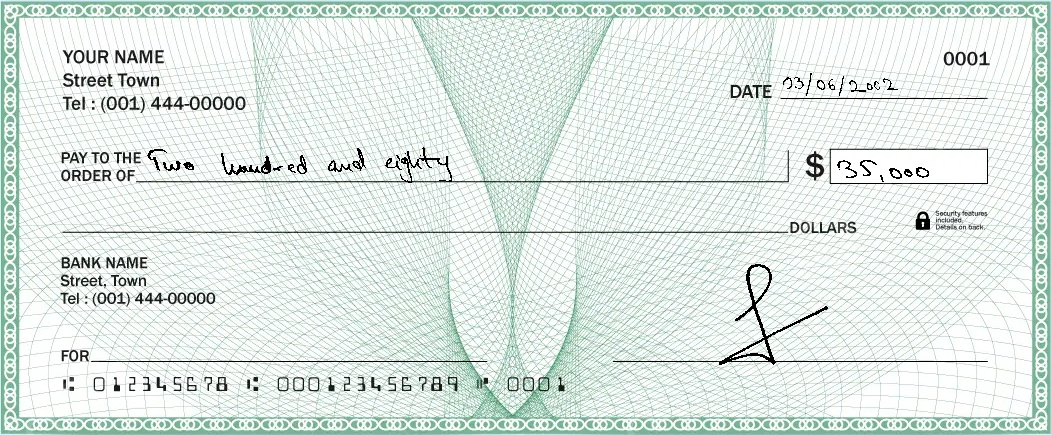 YOUR NAME
0001
Street Town
Tel : (001) 444-00000
DATE 03/06/2002
PAY TO THE
ORDER OF Two hundred and eighty
$ 35,000
DOLLARS
Security features
included.
Details on back.
BANK NAME
Street, Town
Tel : (001) 444-00000
FOR
⑆ 012345678 ⑆ 000123456789 ⑈ 0001